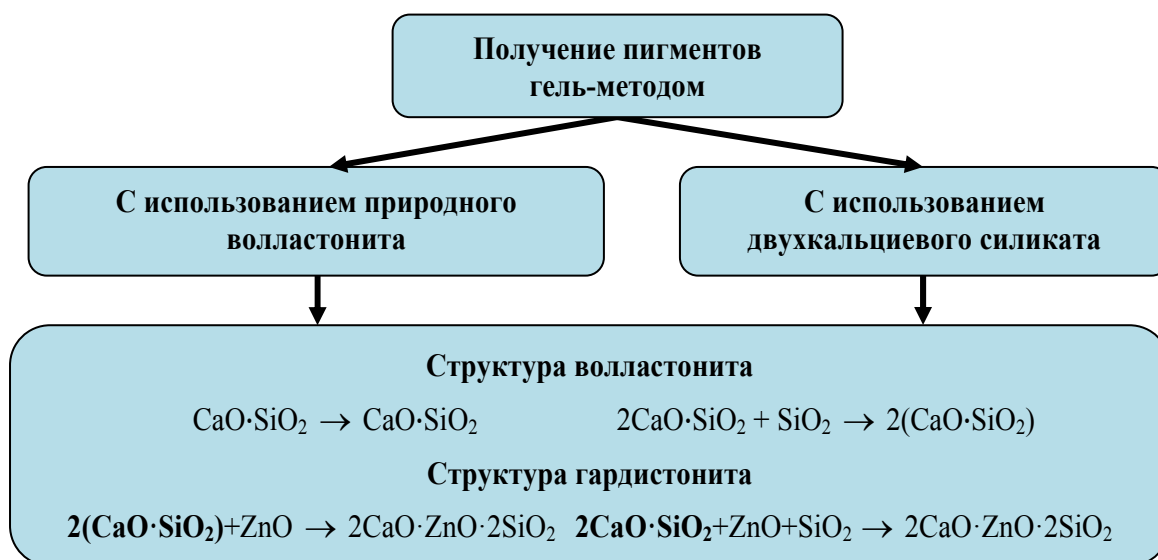 Получение пигментов
гель-методом
С использованием природного
волластонита
С использованием
двухкальциевого силиката
Структура волластонита
CaO·SiO₂ → CaO·SiO₂ 2CaO·SiO₂ + SiO₂ → 2(CaO·SiO₂)
Структура гардистонита
2(CaO·SiO₂)+ZnO → 2CaO·ZnO·2SiO₂ 2CaO·SiO₂+ZnO+SiO₂ → 2CaO·ZnO·2SiO₂